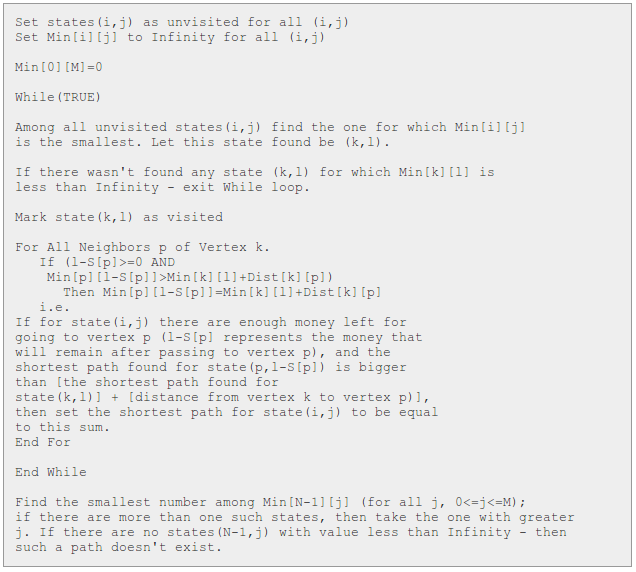 Set states(i,j) as unvisited for all (i,j)
Set Min[i][j] to Infinity for all (i,j)
Min[0][M]=0
While(TRUE)
Among all unvisited states(i,j) find the one for which Min[i][j]
is the smallest. Let this state found be (k,l).
If there wasn't found any state (k,l) for which Min[k][l] is
less than Infinity - exit While loop.
Mark state(k,l) as visited
For All Neighbors p of Vertex k.
If (l-S[p]>=0 AND
Min[p][l-S[p]]>Min[k][l]+Dist[k][p])
Then Min[p][l-S[p]]=Min[k][l]+Dist[k][p]
i.e.
If for state(i,j) there are enough money left for
going to vertex p (l-S[p] represents the money that
will remain after passing to vertex p), and the
shortest path found for state(p,l-S[p]) is bigger
than [the shortest path found for
state(k,l)] + [distance from vertex k to vertex p)],
then set the shortest path for state(i,j) to be equal
to this sum.
End For
End While
Find the smallest number among Min[N-1][j] (for all j, 0<=j<=M);
if there are more than one such states, then take the one with greater
j. If there are no states(N-1,j) with value less than Infinity - then
such a path doesn't exist.